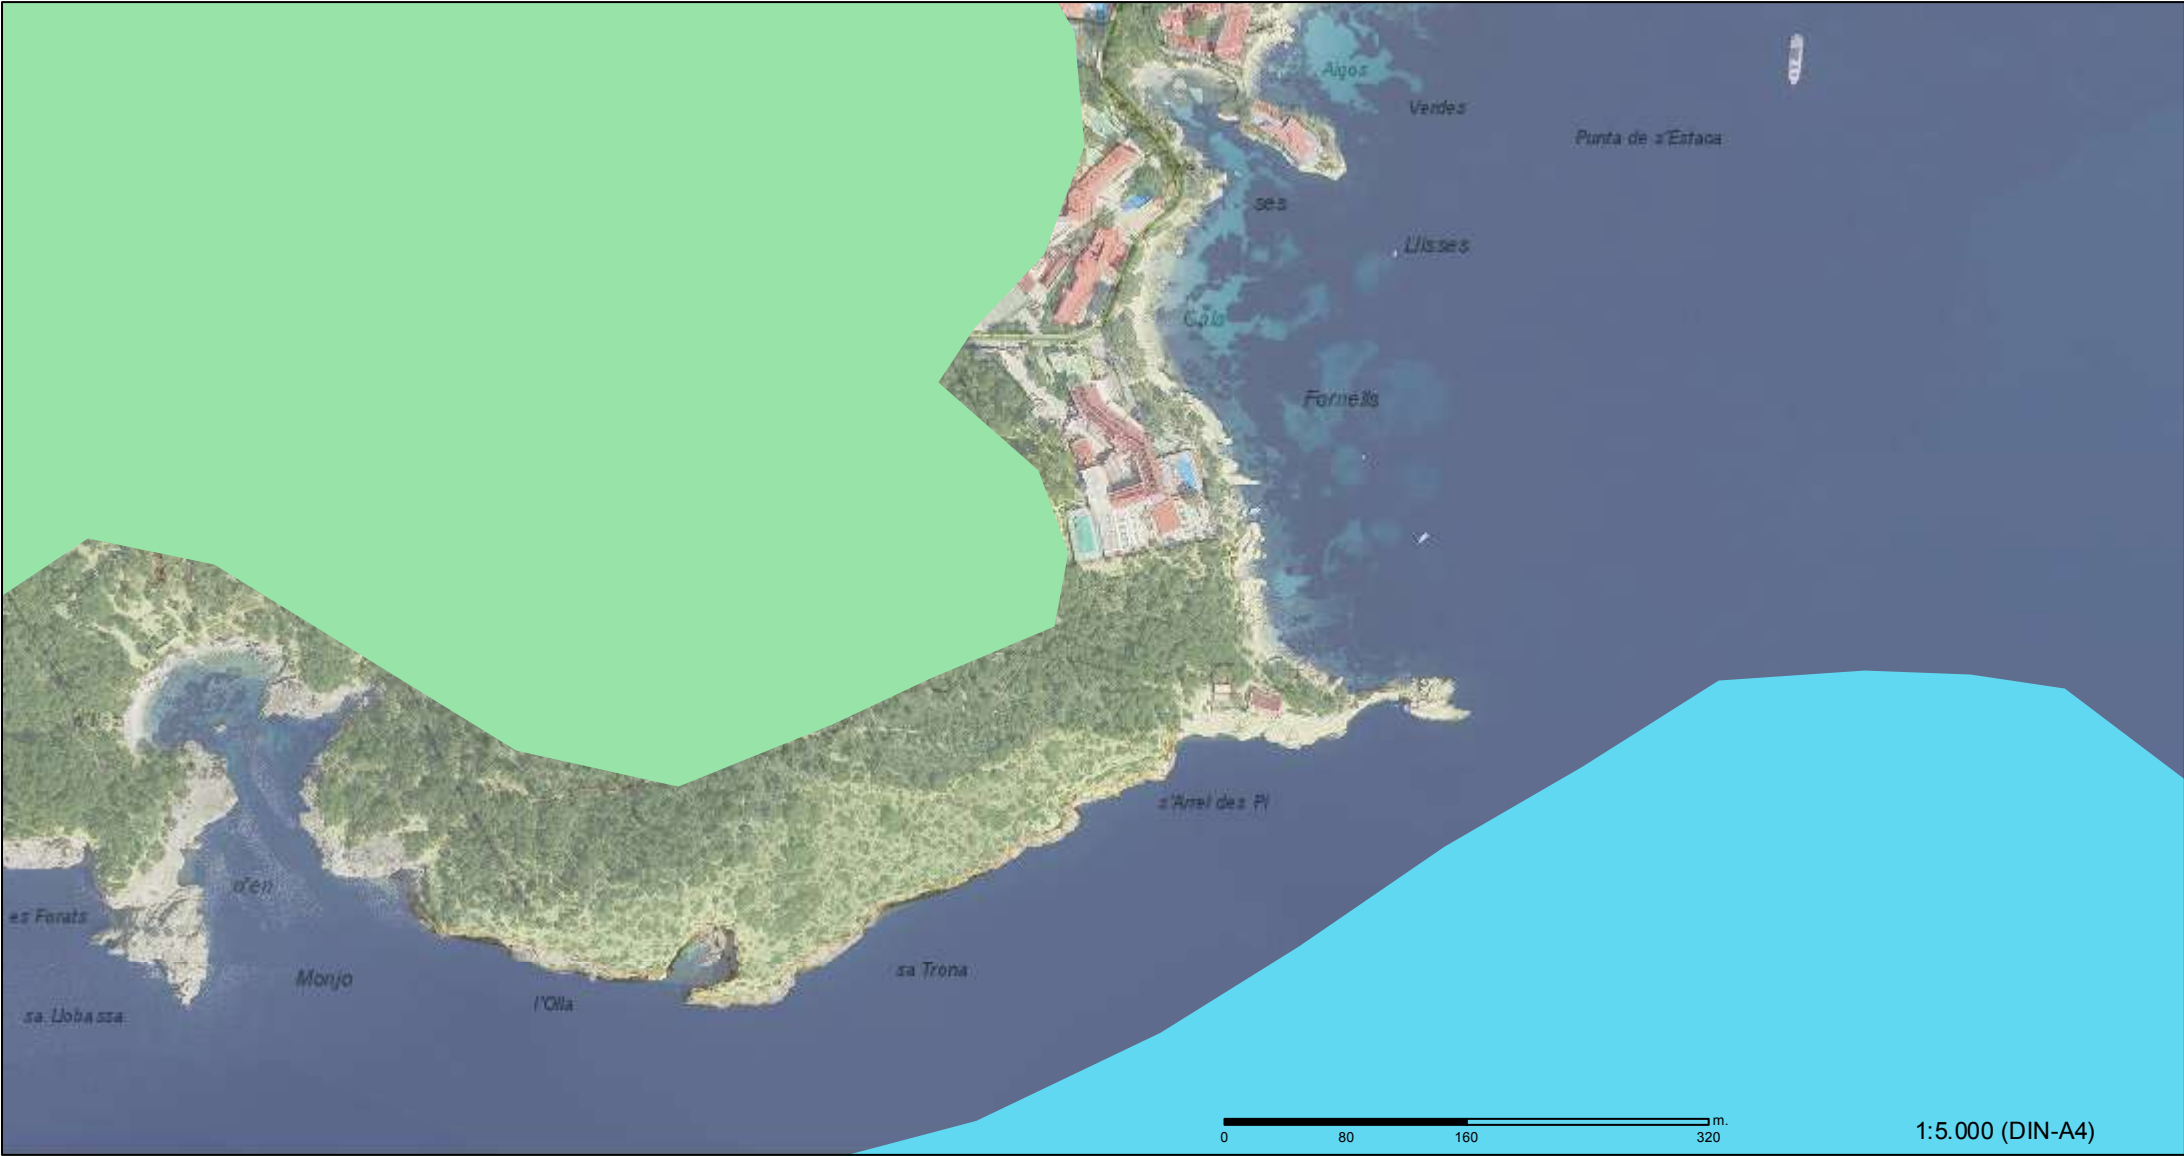 Aigos
Verdes
Punta de s'Estaca
ses
Llisses
Cala
Fornells
s'Arrel des Pi
d'en
es Forats
sa Trona
Monjo
l'Olla
sa Llobassa
m.
0 80 160 320
1:5.000 (DIN-A4)